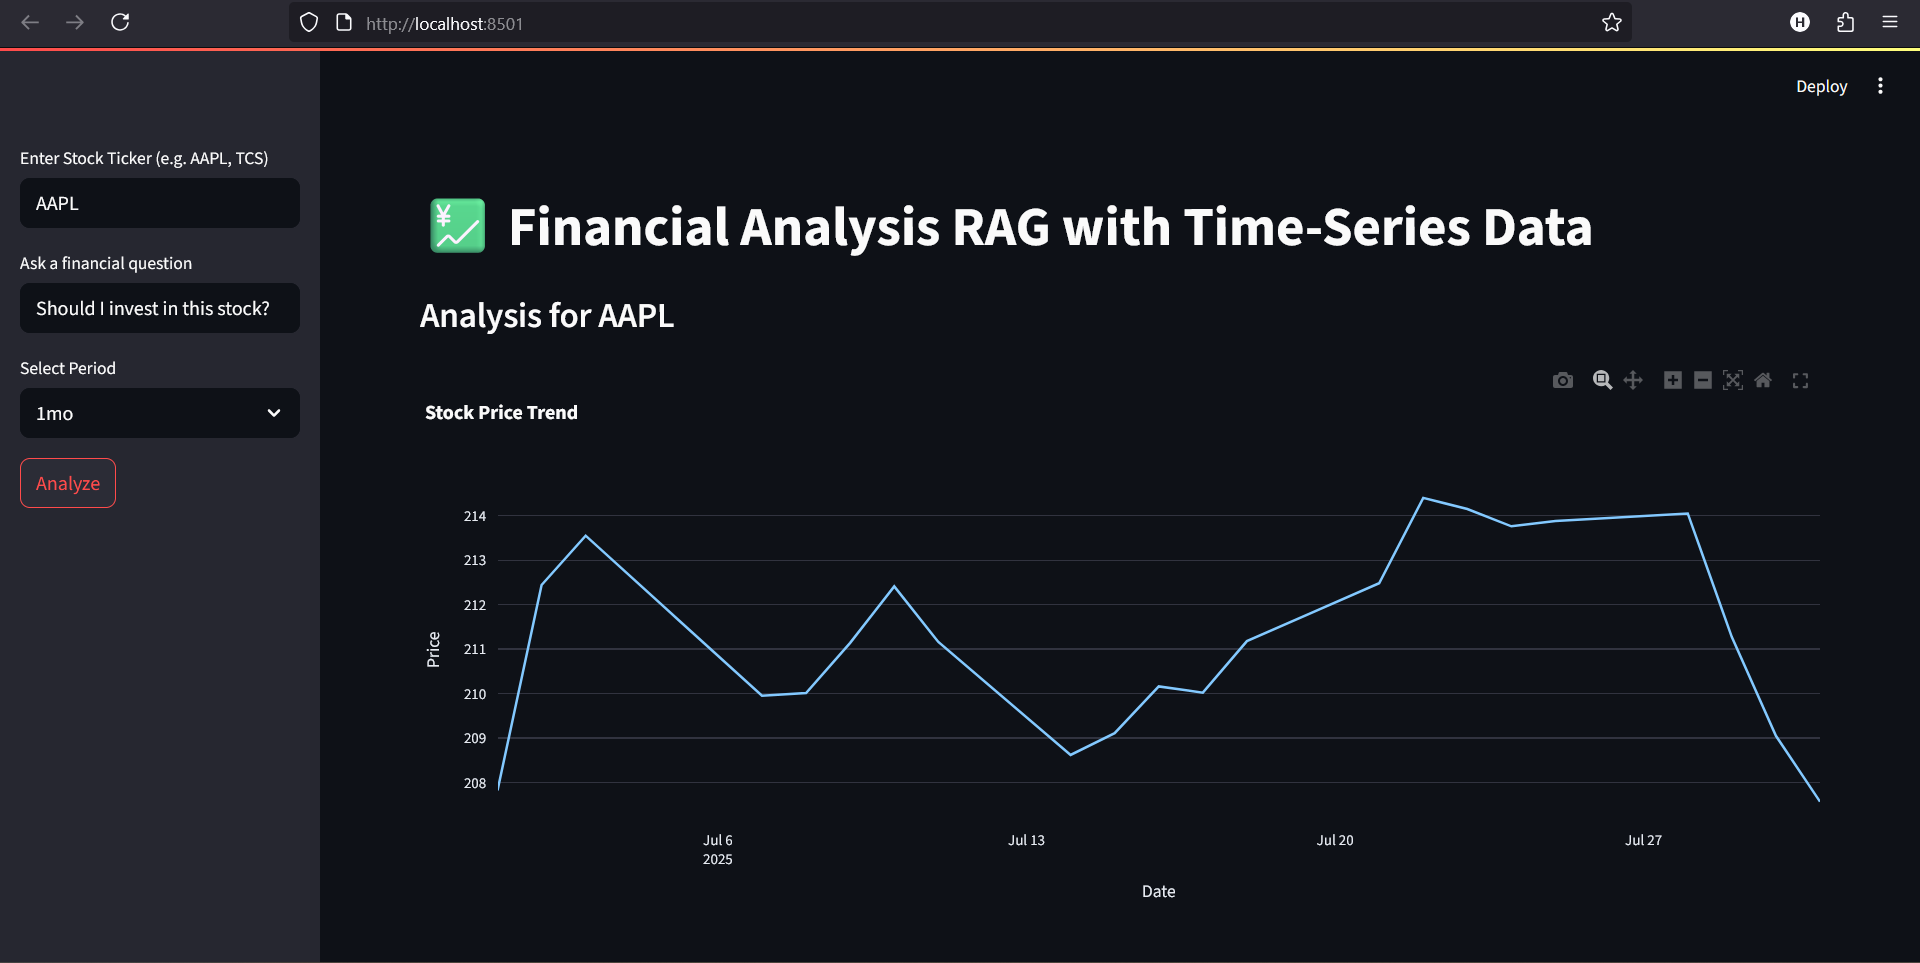 http://localhost:8501
H
Deploy
Enter Stock Ticker (e.g. AAPL, TCS)
AAPL
Ask a financial question
Should I invest in this stock?
Select Period
1mo
Analyze
¥ Financial Analysis RAG with Time-Series Data
Analysis for AAPL
Stock Price Trend
214
213
212
211
210
209
208
Price
Jul 6 Jul 13 Jul 20 Jul 27
2025
Date